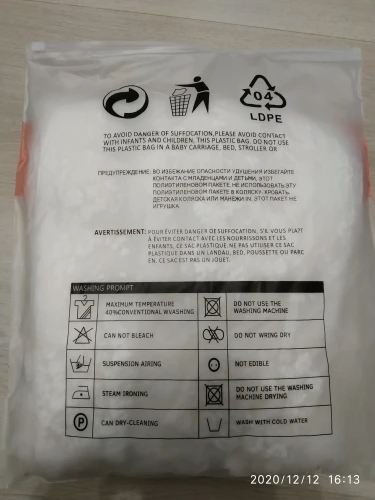 04
LDPE
TO AVOID DANGER OF SUFFOCATION,PLEASE AVOID CONTACT
WITH INFANTS AND CHILDREN, THIS PLASTIC BAG. DO NOT USE
THIS PLASTIC BAG IN A BABY CARRIAGE, BED, STROLLER OR
ПРЕДУПРЕЖДЕНИЕ: ВО ИЗБЕЖАНИЕ ОПАСНОСТИ УДУШЕНИЯ ИЗБЕГАЙТЕ
КОНТАКТА С МЛАДЕНЦАМИ И ДЕТЬМИ, ЭТОТ
ПОЛИЭТИЛЕНОВОМ ПАКЕТЕ. НЕ ИСПОЛЬЗОВАТЬ ЭТУ
ПОЛИЭТИЛЕНОВОМ ПАКЕТЕ В КОЛЯСКУ, КРОВАТЬ,
ДЕТСКАЯ КОЛЯСКА ИЛИ МАНЕЖИ IN. ЭТОТ ПАКЕТ НЕ
ИГРУШКА.
AVERTISSEMENT: POUR ÉVITER DANGER DE SUFFOCATION, S'IL VOUS PLAÎT
À ÉVITER CONTACT AVEC LES NOURRISSONS ET LES
ENFANTS, CE SAC PLASTIQUE.NE PAS UTILISER CE SAC
PLASTIQUE DANS UN LANDAU, BED, POUSSETTE OU PARC
EN. CE SAC EST PAS UN JOUET.
WASHING PROMPT
MAXIMUM TEMPERATURE
40%CONVENTIONAL WVASHING
DO NOT USE THE
WASHING MACHINE
CAN NOT BLEACH
DO NOT WRING DRY
SUSPENSION AIRING
NOT EDIBLE
STEAM IRONING
DO NOT USE THE WASHING
MACHINE DRYING
P
CAN DRY-CLEANING
WASH WITH COLD WATER
2020/12/12 16:13